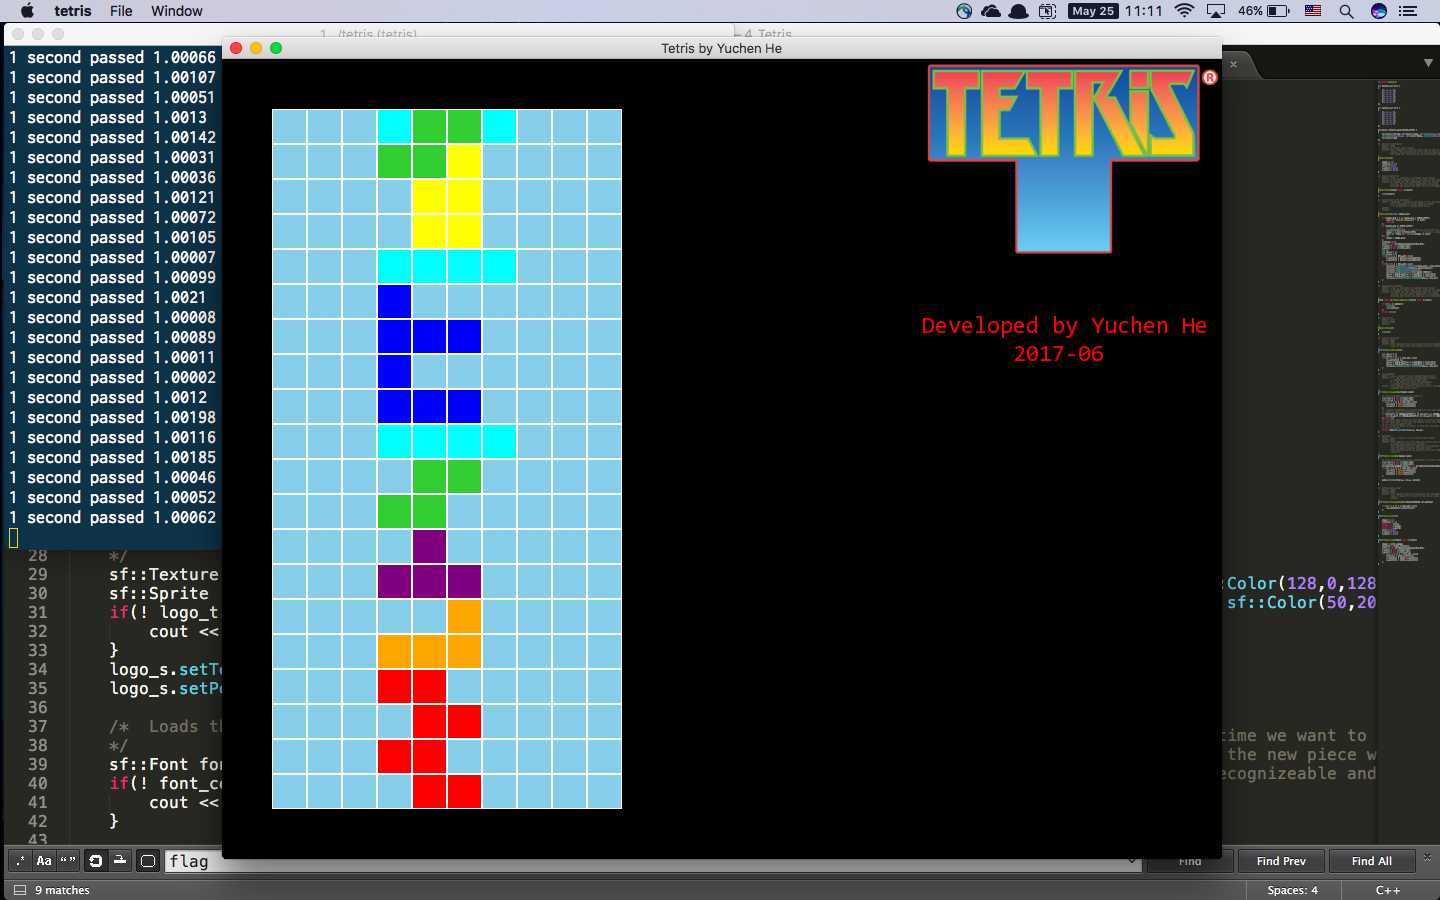 tetris File Window
May 25 11:11 46%
1. ./tetris (tetris)
4. Tetris
Tetris by Yuchen He
1 second passed 1.00066
1 second passed 1.00107
1 second passed 1.00051
1 second passed 1.0013
1 second passed 1.00142
1 second passed 1.00031
1 second passed 1.00036
1 second passed 1.00121
1 second passed 1.00072
1 second passed 1.00105
1 second passed 1.00007
1 second passed 1.00099
1 second passed 1.0021
1 second passed 1.00008
1 second passed 1.00089
1 second passed 1.00011
1 second passed 1.00002
1 second passed 1.0012
1 second passed 1.00198
1 second passed 1.00116
1 second passed 1.00185
1 second passed 1.00046
1 second passed 1.00052
1 second passed 1.00062
TETRIS ®
Developed by Yuchen He
2017-06
28 */
29 sf::Texture
30 sf::Sprite
31 if(! logo_t
32 cout <<
33 }
34 logo_s.setT
35 logo_s.setP
36
37 /* Loads t
38 */
39 sf::Font fon
40 if(! font_c
41 cout <<
42 }
43
:Color(128,0,128
sf::Color(50,20
time we want to
the new piece w
ecognizeable and
.* Aa “” flag Find Find Prev Find All
9 matches Spaces: 4 C++